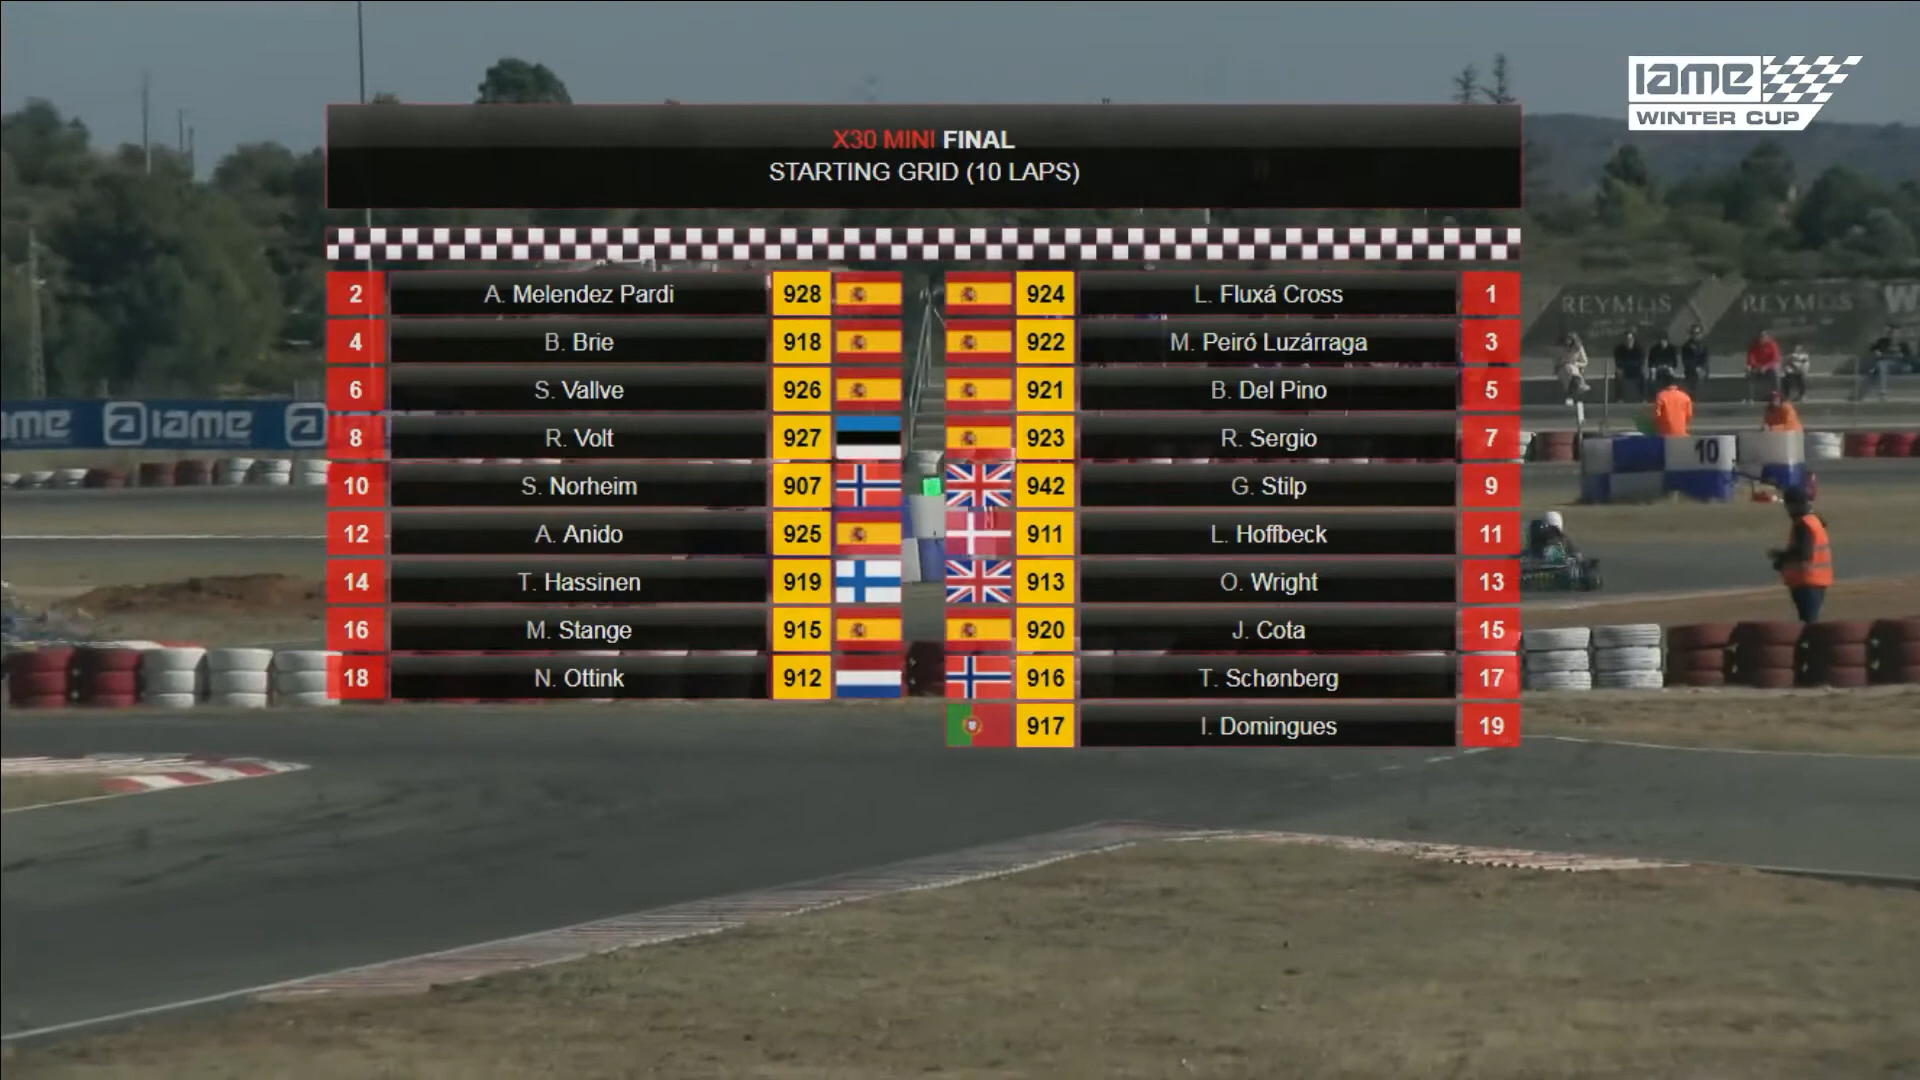 IAME
WINTER CUP
X30 MINI FINAL
STARTING GRID (10 LAPS)
2 A. Melendez Pardi 928 924 L. Fluxá Cross 1
4 B. Brie 918 922 M. Peiró Luzárraga 3
6 S. Vallve 926 921 B. Del Pino 5
8 R. Volt 927 923 R. Sergio 7
10 S. Norheim 907 942 G. Stilp 9
12 A. Anido 925 911 L. Hoffbeck 11
14 T. Hassinen 919 913 O. Wright 13
16 M. Stange 915 920 J. Cota 15
18 N. Ottink 912 916 T. Schønberg 17
917 I. Domingues 19
REYMOS REYMOS
ame iame
10